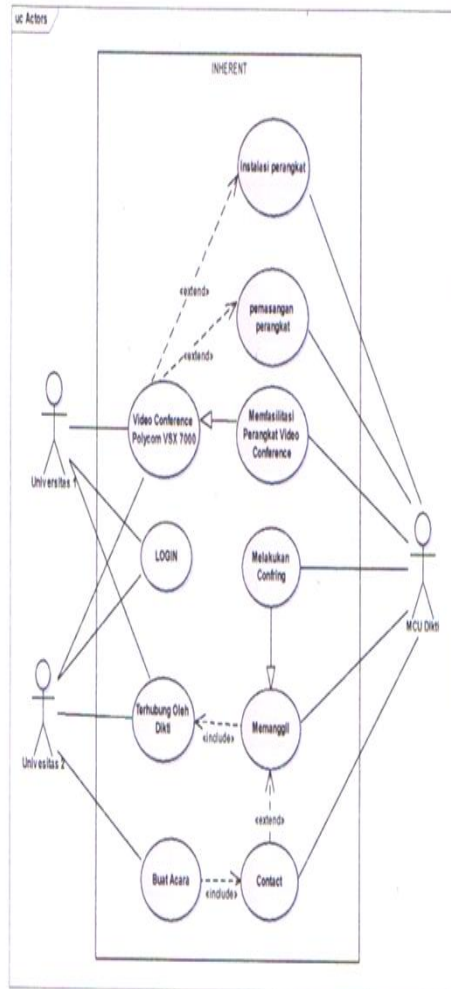 uc Actors
INHERENT
Instalasi perangkat
«extend»
pemasangan
perangkat
«extend»
Video Conference
Polycom VSX 7000
Memfasilitasi
Perangkat Video
Conference
Universitas 1
LOGIN
Melakukan
Confring
MCU Dikti
Terhubung Oleh
Dikti
«include»
Memanggil
Univesitas 2
«extend»
Buat Acara
«include»
Contact